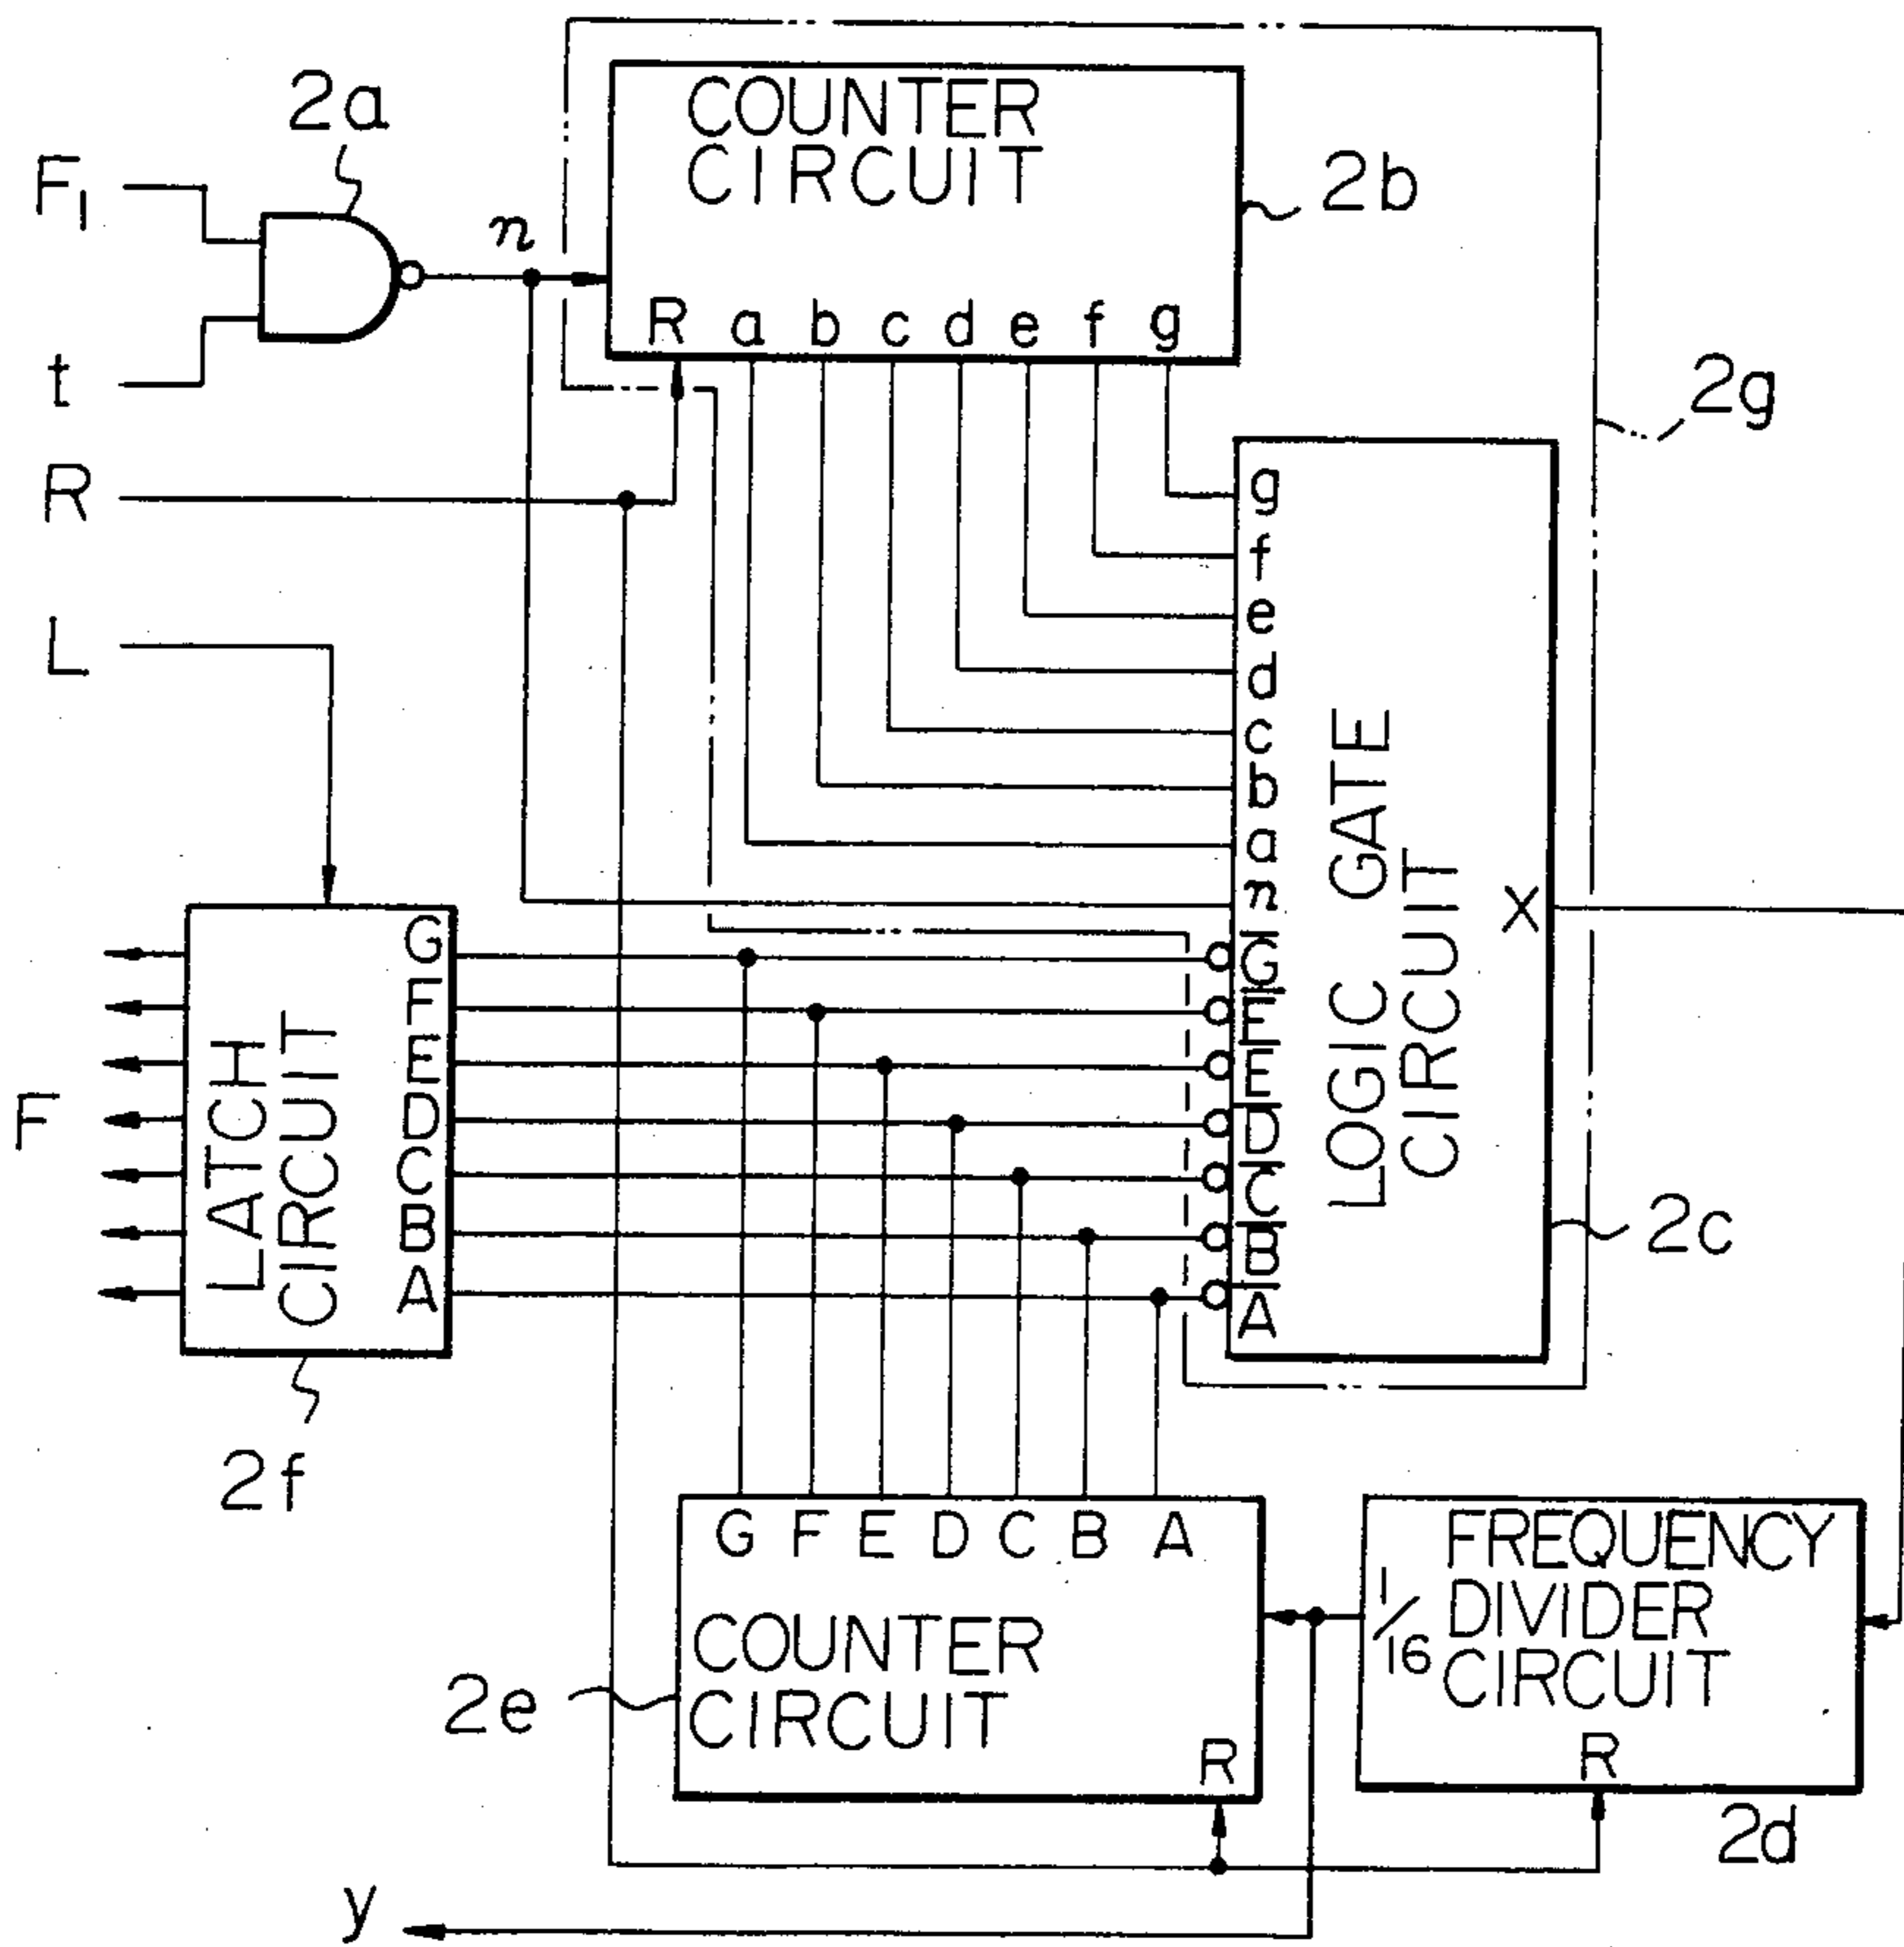 2a
COUNTER
CIRCUIT
2b
F1
n
R a b c d e f g
t
2g
R
g
f
e
L
d
c
b
a
n
LOGIC GATE
CIRCUIT
X
G
F
E
D
C
B
A
LATCH
CIRCUIT
F
G̅
F̅
E̅
D̅
C̅
B̅
A̅
2c
2f
G F E D C B A
COUNTER
CIRCUIT
R
2e
1/16
FREQUENCY
DIVIDER
CIRCUIT
R
2d
y